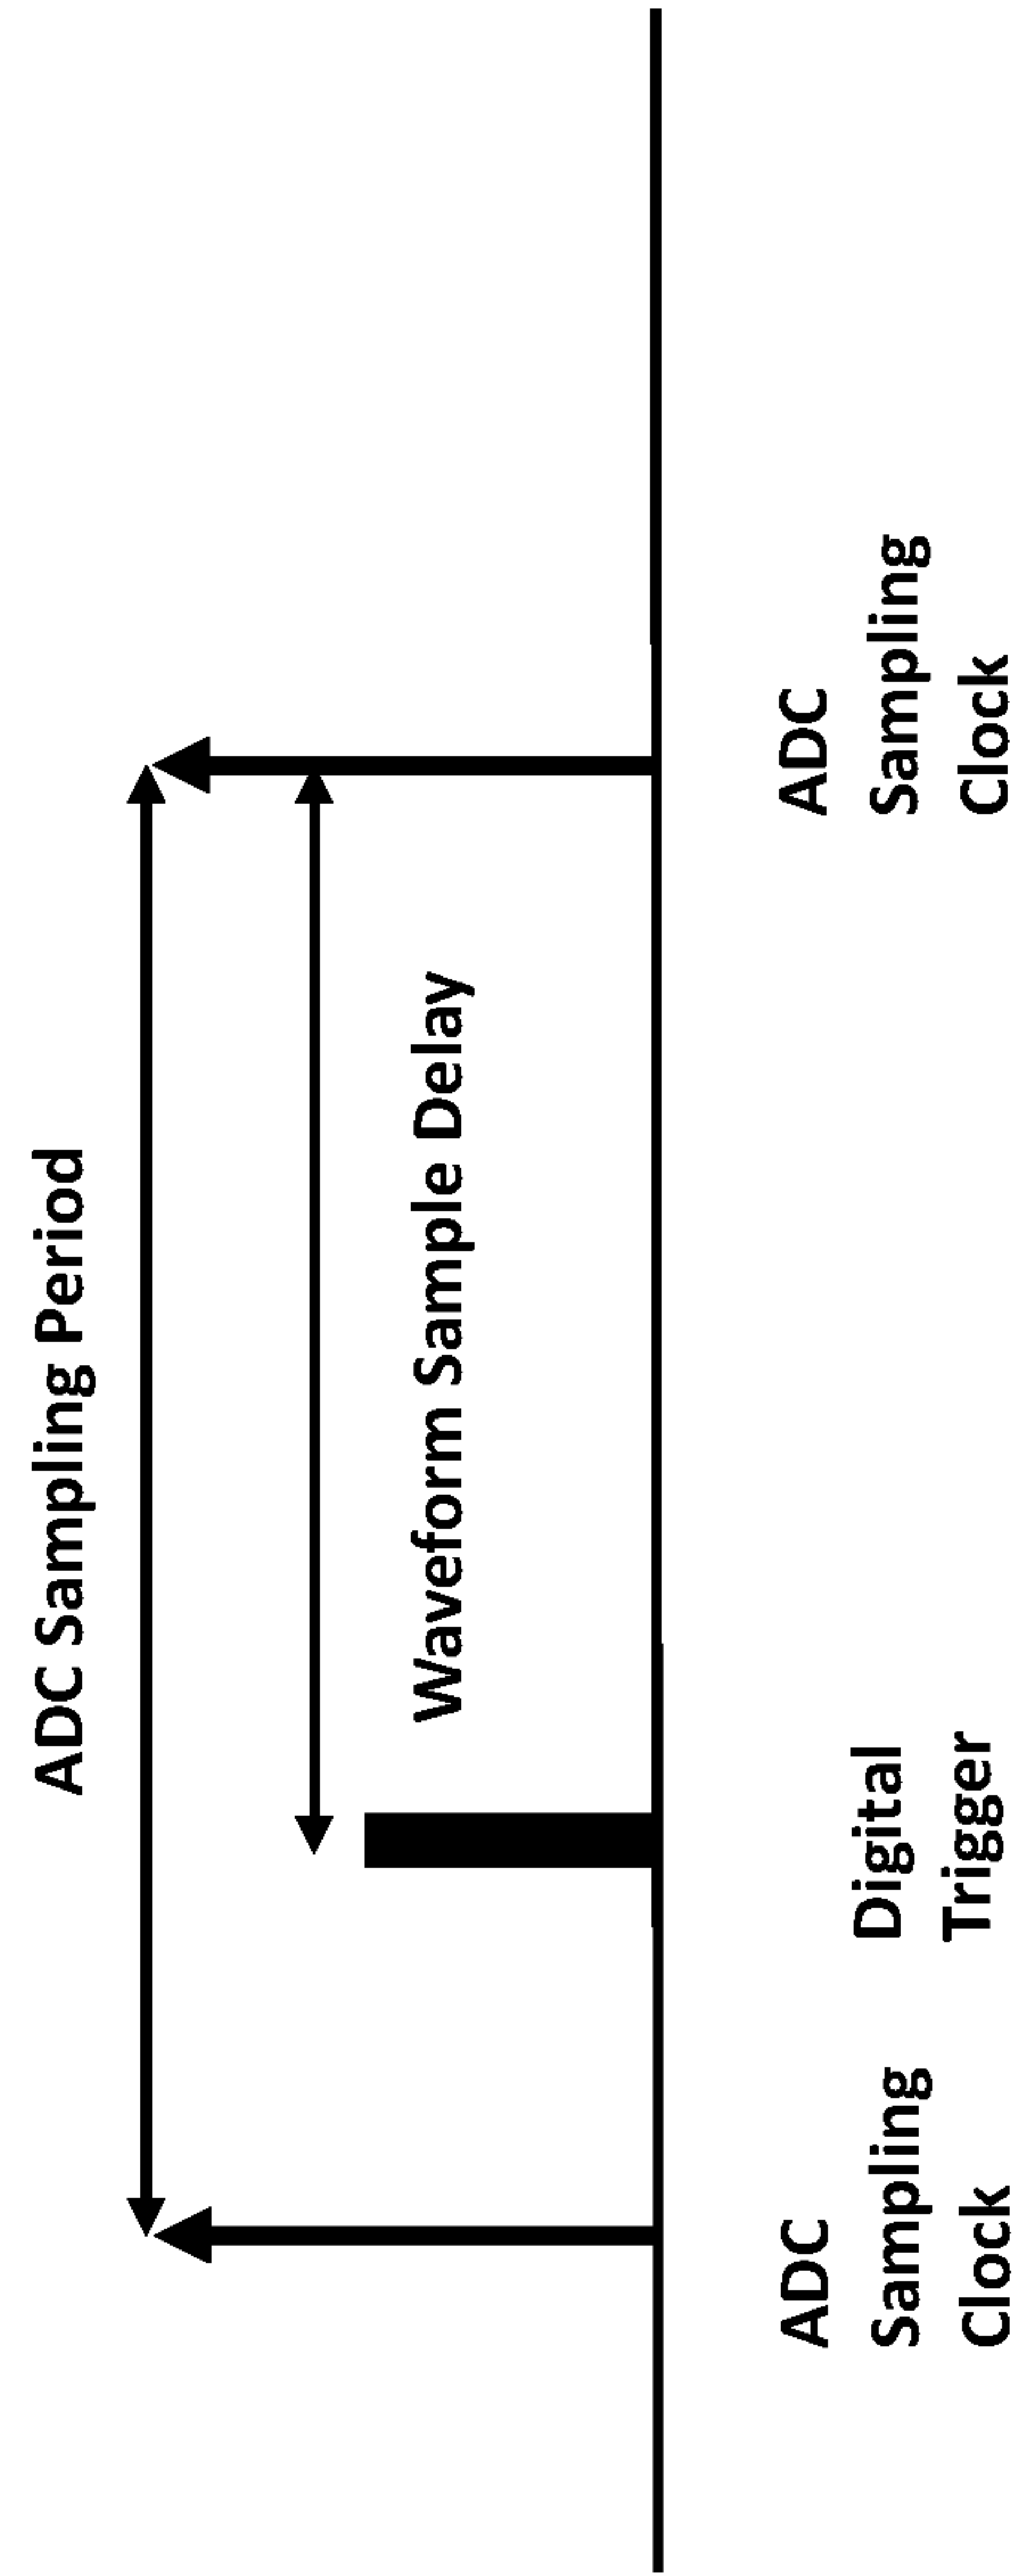 ADC Sampling Period
Waveform Sample Delay
ADC
Sampling
Clock
Digital
Trigger
ADC
Sampling
Clock